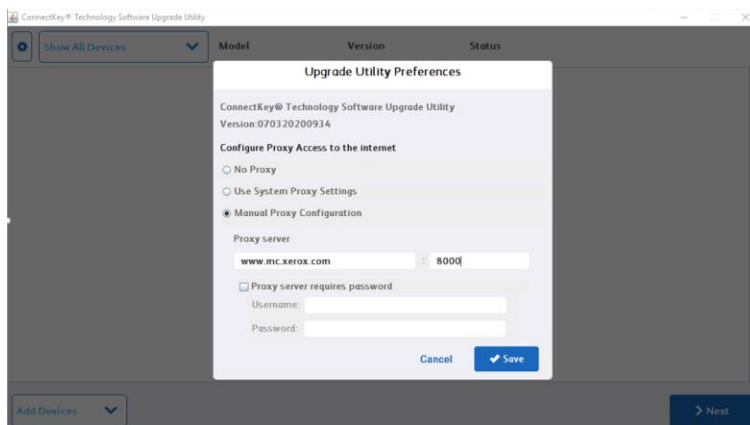 ConnectKey® Technology Software Upgrade Utility
Show All Devices Model Version Status
Upgrade Utility Preferences
ConnectKey® Technology Software Upgrade Utility
Version:070320200934
Configure Proxy Access to the internet
No Proxy
Use System Proxy Settings
Manual Proxy Configuration
Proxy server
www.mc.xerox.com : 8000
Proxy server requires password
Username:
Password:
Cancel Save
Add Devices Next